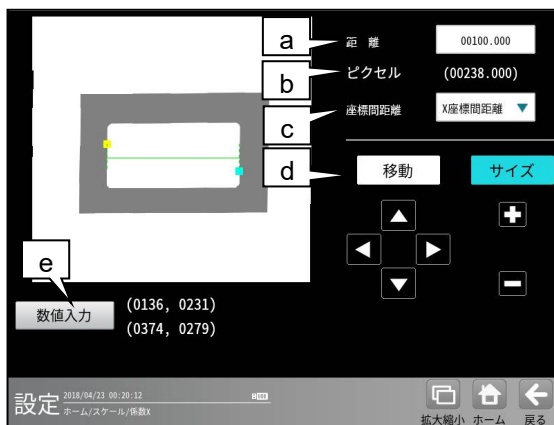 a
距 離
00100.000
b
ピクセル
(00238.000)
c
座標間距離
X座標間距離
d
移動
サイズ
e
数値入力
(0136, 0231)
(0374, 0279)
設定
2018/04/23 00:20:12
ホーム/スケール/係数X
拡大縮小
ホーム
戻る